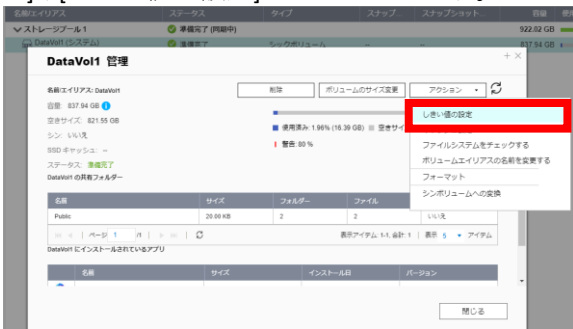 名前/エイリアス ステータス タイプ スナップ... スナップショット... 容量
ストレージプール 1 準備完了 (同期中) 922.02 GB
DataVol1 (システム) 準備完了 シックボリューム -- -- 837.94 GB
DataVol1 管理
名前/エイリアス: DataVol1 削除 ボリュームのサイズ変更 アクション
容量: 837.94 GB
しきい値の設定
空きサイズ: 821.55 GB
シン: いいえ 使用済み: 1.96% (16.39 GB) 空きサイ
ファイルシステムをチェックする
SSD キャッシュ: -- 警告: 80 %
ボリュームエイリアスの名前を変更する
ステータス: 準備完了
フォーマット
DataVol1 の共有フォルダー
シンボリュームへの変換
名前 サイズ フォルダー ファイル
Public 20.00 KB 2 2 いいえ
ページ 1 /1 表示アイテム: 1-1, 合計: 1 表示 5 アイテム
DataVol1 にインストールされているアプリ
名前 サイズ インストール日 バージョン
閉じる